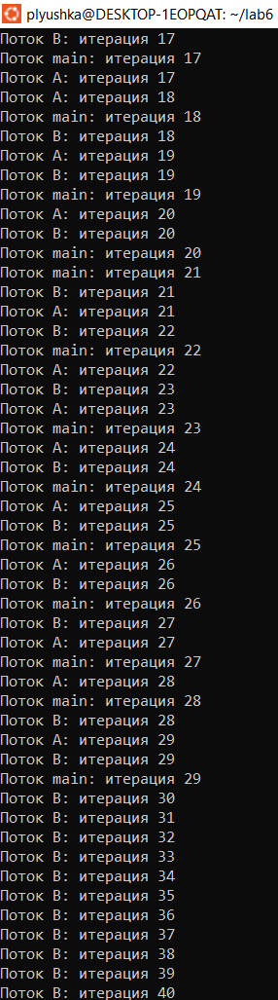 plyushka@DESKTOP-1EOPQAT: ~/lab6
Поток B: итерация 17
Поток main: итерация 17
Поток A: итерация 17
Поток A: итерация 18
Поток main: итерация 18
Поток B: итерация 18
Поток A: итерация 19
Поток B: итерация 19
Поток main: итерация 19
Поток A: итерация 20
Поток B: итерация 20
Поток main: итерация 20
Поток main: итерация 21
Поток B: итерация 21
Поток A: итерация 21
Поток B: итерация 22
Поток main: итерация 22
Поток A: итерация 22
Поток B: итерация 23
Поток A: итерация 23
Поток main: итерация 23
Поток A: итерация 24
Поток B: итерация 24
Поток main: итерация 24
Поток A: итерация 25
Поток B: итерация 25
Поток main: итерация 25
Поток A: итерация 26
Поток B: итерация 26
Поток main: итерация 26
Поток B: итерация 27
Поток A: итерация 27
Поток main: итерация 27
Поток A: итерация 28
Поток main: итерация 28
Поток B: итерация 28
Поток A: итерация 29
Поток B: итерация 29
Поток main: итерация 29
Поток B: итерация 30
Поток B: итерация 31
Поток B: итерация 32
Поток B: итерация 33
Поток B: итерация 34
Поток B: итерация 35
Поток B: итерация 36
Поток B: итерация 37
Поток B: итерация 38
Поток B: итерация 39
Поток B: итерация 40